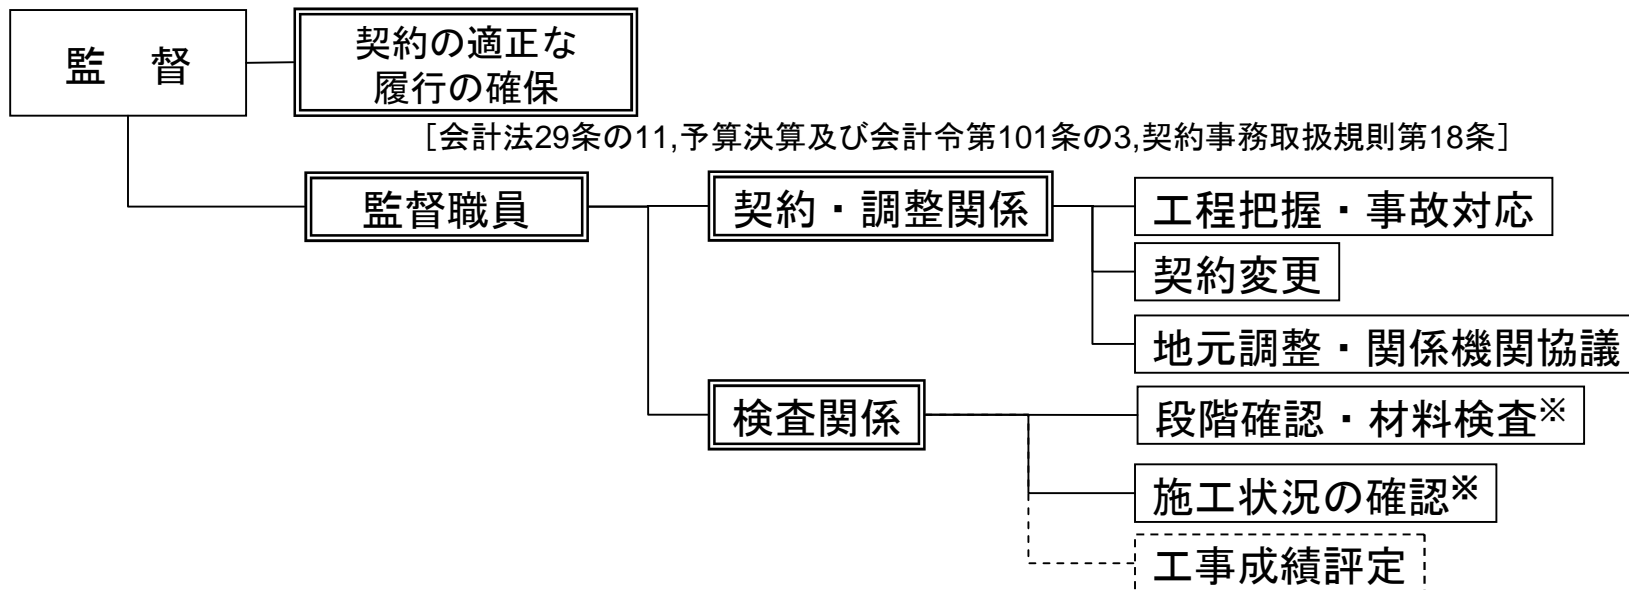 監　督
契約の適正な
履行の確保
［会計法29条の11,予算決算及び会計令第101条の3,契約事務取扱規則第18条］
監督職員
契約・調整関係
工程把握・事故対応
契約変更
地元調整・関係機関協議
検査関係
段階確認・材料検査※
施工状況の確認※
工事成績評定